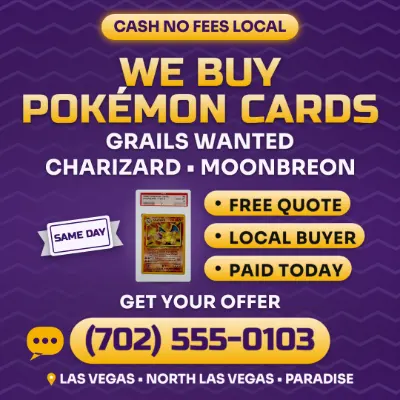 CASH NO FEES LOCAL
WE BUY
POKÉMON CARDS
GRAILS WANTED
CHARIZARD ▪ MOONBREON
SAME DAY
• FREE QUOTE
• LOCAL BUYER
• PAID TODAY
GET YOUR OFFER
(702) 555-0103
LAS VEGAS ▪ NORTH LAS VEGAS ▪ PARADISE